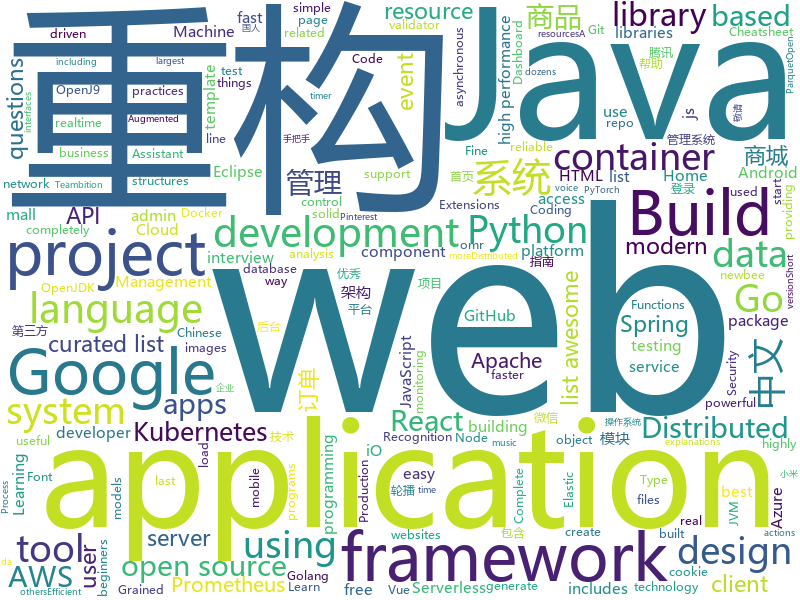 重构
Java
web
application
framework
Google
project
Build
language
development
Python
container
library
based
resource
商品
系统
商城
管理
questions
fast
Machine
simple
page
related
driven
including
OpenJ9
realtime
business
network
Font
Process
Fine
Augmented
practices
Assistant
structures
template
test
things
Code
largest
国人
timer
手把手
line
interview
Eclipse
API
admin
Cloud
Management
curated list
OpenJDK
Docker
mall
event
validator
Git
libraries
use
repo
support
control
solid
Pinterest
Extensions
component
omr
platform
asynchronous
high performance
js
HTML
list
Home
access
Dashboard
Cheatsheet
腾讯
帮助
管理系统
resourcesA
dozens
ParquetOpen
Android
首页
登录
data
modern
Go
Spring
testing
service
package
mall
newbee
start
used
providing
中文
架构
平台
优秀
指南
项目
database
way
analysis
completely
images
Chinese
第三方
apps
system
Kubernetes
React
GitHub
building
Apache
faster
iO
Node
Recognition
programming
JavaScript
monitoring
list awesome
订单
后台
企业
技术
微信
轮播
模块
包含
操作系统
小米
Distributed
Functions
Security
powerful
highly
design
client
Azure
JVM
Type
best
files
real
built
object
create
cookie
technology
generate
includes
free
Vue
Serverless
Golang
Learn
Grained
programs
Prometheus
open source
using
server
tool
user
AWS
developer
useful
Learning
models
beginners
load
last
mobile
Production
easy
Coding
music
time
Complete
Elastic
websites
reliable
voice
PyTorch
explanations
actions
moreDistributed
Teambition
othersEfficient
versionShort
interfaces
da